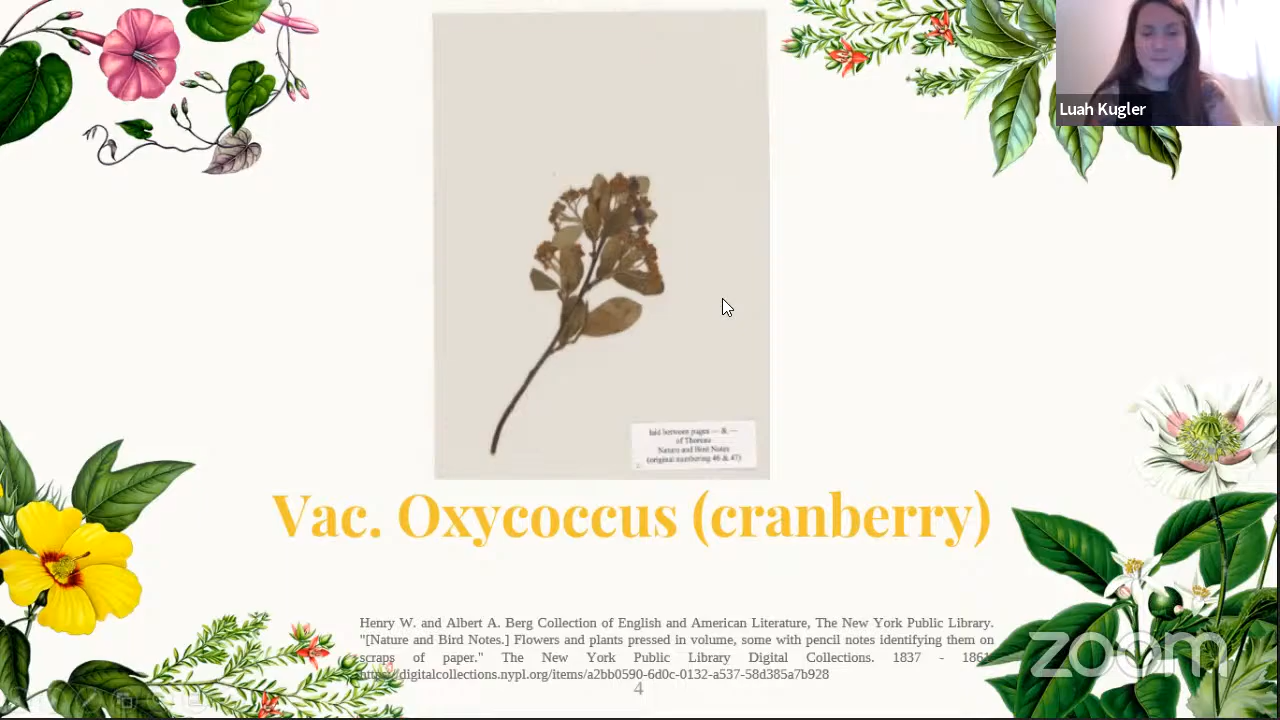 Luah Kugler
laid between pages — & —
of Thoreau
Nature and Bird Notes
(original numbering 46 & 47)
Vac. Oxycoccus (cranberry)
Henry W. and Albert A. Berg Collection of English and American Literature, The New York Public Library.
"[Nature and Bird Notes.] Flowers and plants pressed in volume, some with pencil notes identifying them on
scraps of paper." The New York Public Library Digital Collections. 1837 - 1861.
https://digitalcollections.nypl.org/items/a2bb0590-6d0c-0132-a537-58d385a7b928
4
zoom